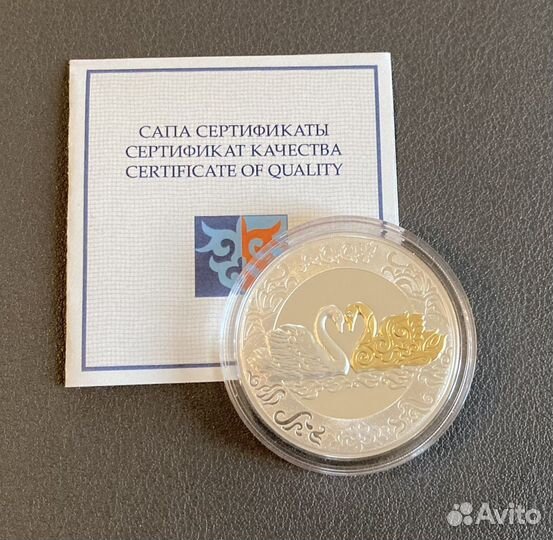 САПА СЕРТИФИКАТЫ
СЕРТИФИКАТ КАЧЕСТВА
CERTIFICATE OF QUALITY
Avito